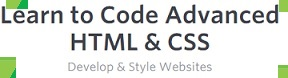 Learn to Code Advanced
HTML & CSS
Develop & Style Websites